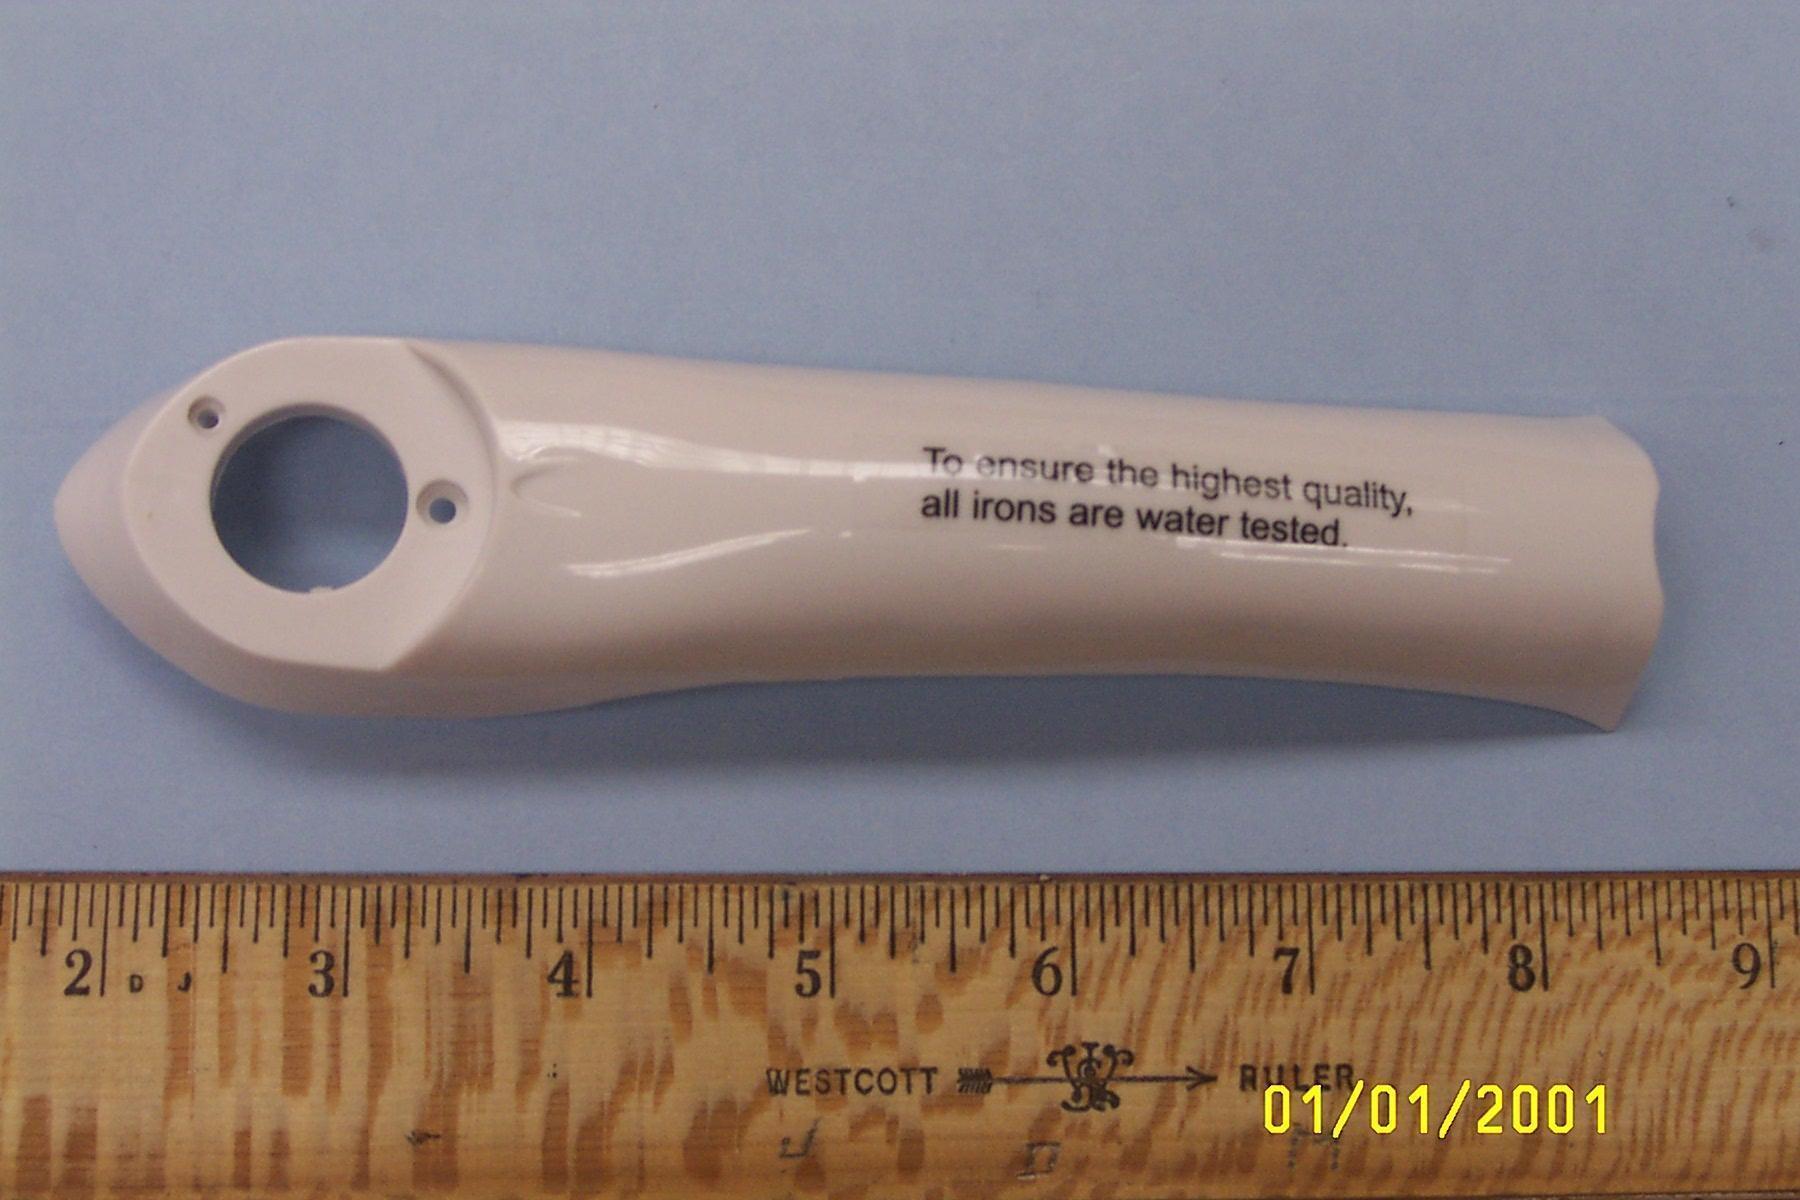 To ensure the highest quality,
all irons are water tested.
2 D J 3 4 5 6 7 8 9
WESTCOTT RULER
01/01/2001